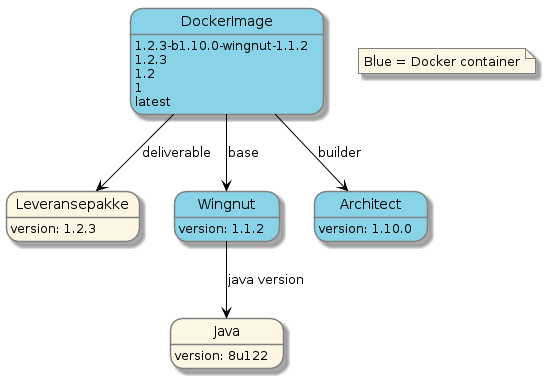 DockerImage
1.2.3-b1.10.0-wingnut-1.1.2
1.2.3
1.2
1
latest
Blue = Docker container
deliverable
base
builder
Leveransepakke
version: 1.2.3
Wingnut
version: 1.1.2
Architect
version: 1.10.0
java version
Java
version: 8u122